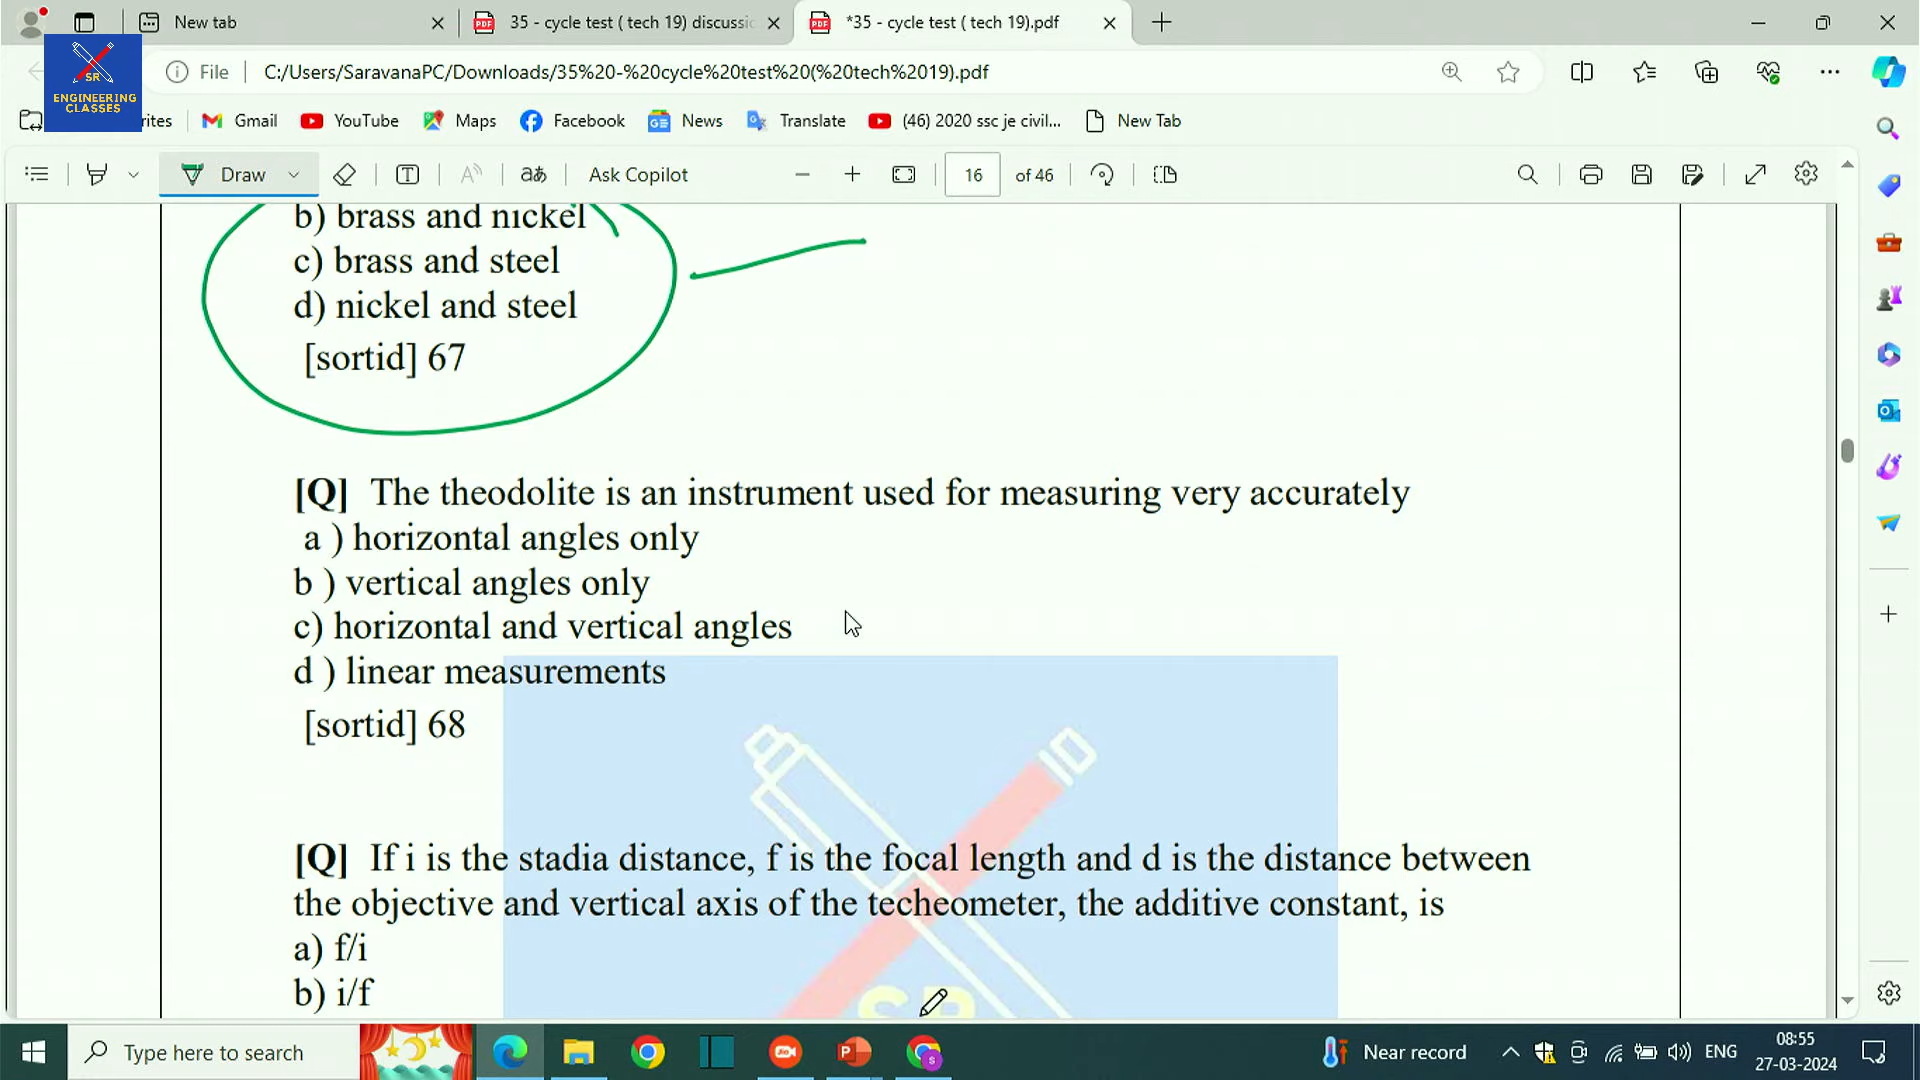 New tab
35 - cycle test ( tech 19) discussi
*35 - cycle test ( tech 19).pdf
File
C:/Users/SaravanaPC/Downloads/35%20-%20cycle%20test%20(%20tech%2019).pdf
SR
ENGINEERING
CLASSES
rites
Gmail
YouTube
Maps
Facebook
News
Translate
(46) 2020 ssc je civil...
New Tab
Draw
Ask Copilot
16
of 46
b) brass and nickel
c) brass and steel
d) nickel and steel
[sortid] 67
[Q] The theodolite is an instrument used for measuring very accurately
a ) horizontal angles only
b ) vertical angles only
c) horizontal and vertical angles
d ) linear measurements
[sortid] 68
[Q] If i is the stadia distance, f is the focal length and d is the distance between
the objective and vertical axis of the techeometer, the additive constant, is
a) f/i
b) i/f
SR
Type here to search
Near record
ENG
08:55
27-03-2024